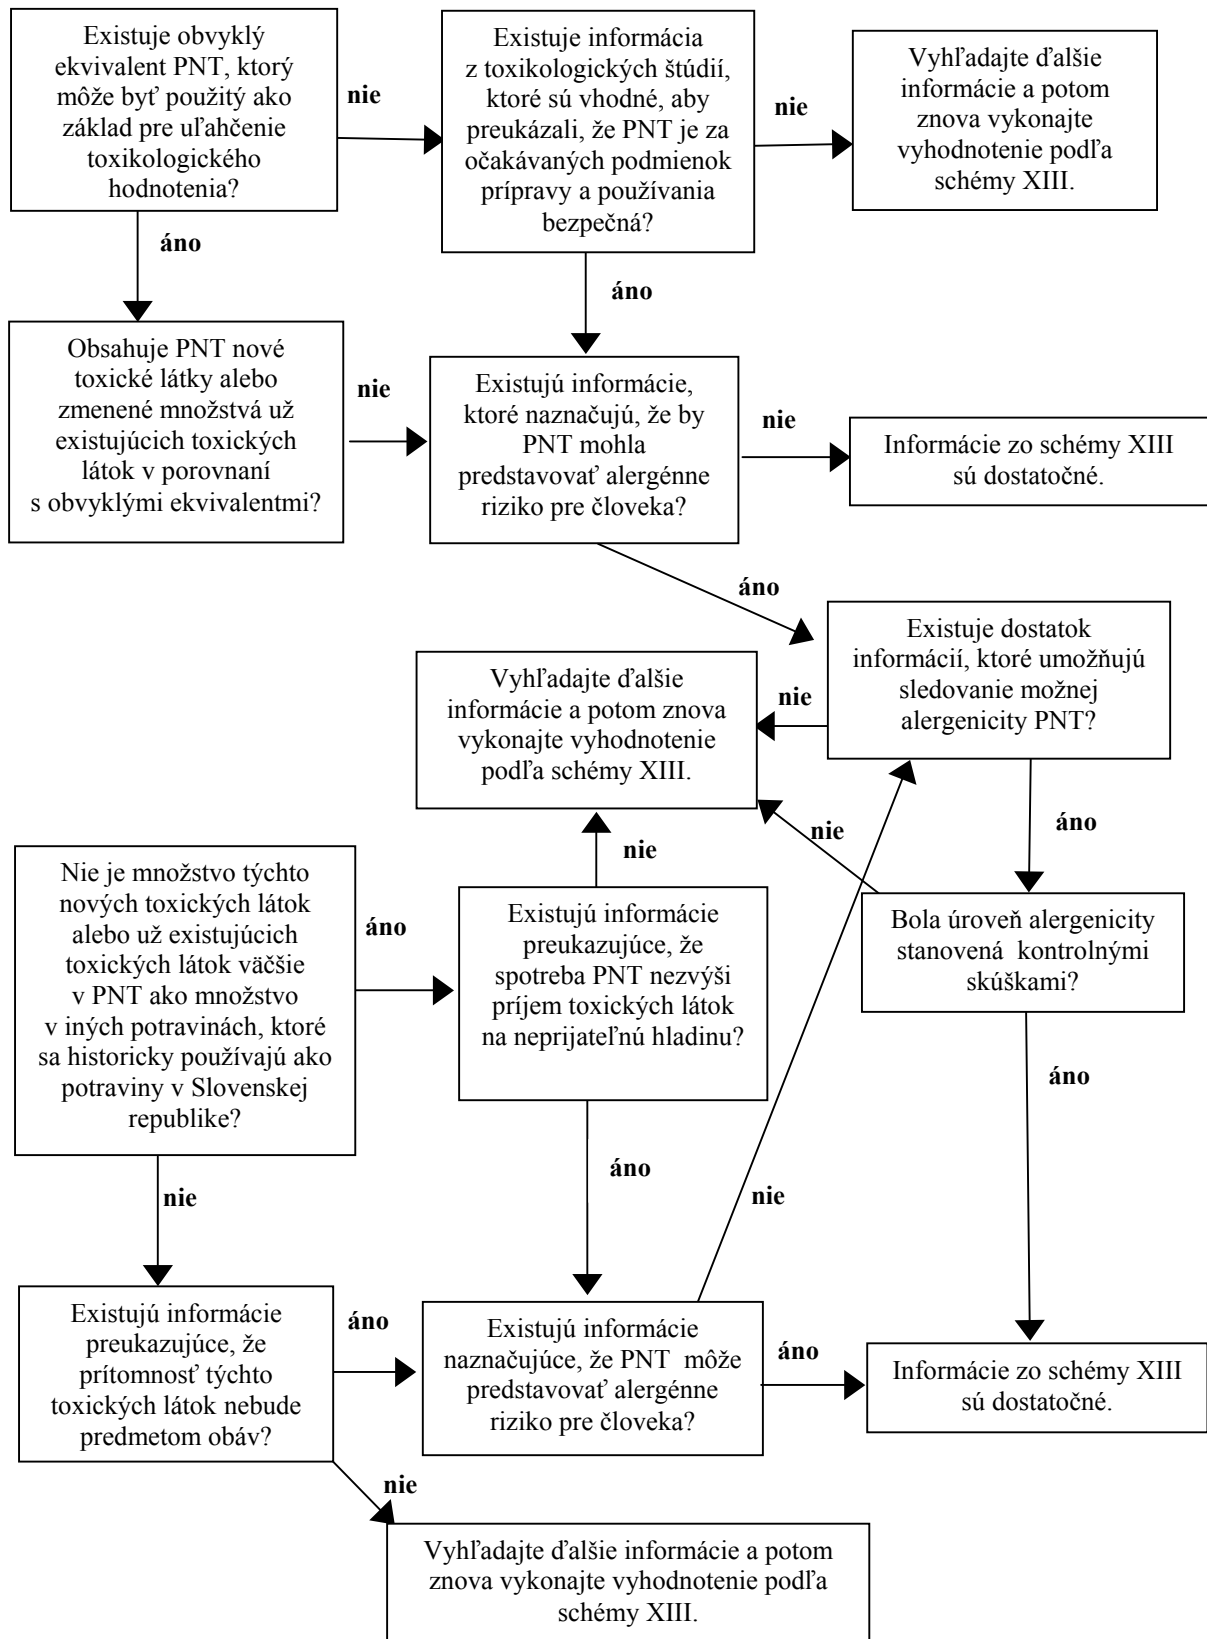 Existuje obvyklý
ekvivalent PNT, ktorý
môže byť použitý ako
základ pre uľahčenie
toxikologického
hodnotenia?
nie
Existuje informácia
z toxikologických štúdií,
ktoré sú vhodné, aby
preukázali, že PNT je za
očakávaných podmienok
prípravy a používania
bezpečná?
nie
Vyhľadajte ďalšie
informácie a potom
znova vykonajte
vyhodnotenie podľa
schémy XIII.
áno
áno
Obsahuje PNT nové
toxické látky alebo
zmenené množstvá už
existujúcich toxických
látok v porovnaní
s obvyklými ekvivalentmi?
nie
Existujú informácie,
ktoré naznačujú, že by
PNT mohla
predstavovať alergénne
riziko pre človeka?
nie
Informácie zo schémy XIII
sú dostatočné.
áno
Existuje dostatok
informácií, ktoré umožňujú
sledovanie možnej
alergenicity PNT?
nie
Vyhľadajte ďalšie
informácie a potom znova
vykonajte vyhodnotenie
podľa schémy XIII.
áno
nie
nie
Nie je množstvo týchto
nových toxických látok
alebo už existujúcich
toxických látok väčšie
v PNT ako množstvo
v iných potravinách, ktoré
sa historicky používajú ako
potraviny v Slovenskej
republike?
áno
Existujú informácie
preukazujúce, že
spotreba PNT nezvýši
príjem toxických látok
na neprijateľnú hladinu?
Bola úroveň alergenicity
stanovená kontrolnými
skúškami?
áno
áno
nie
nie
Existujú informácie
preukazujúce, že
prítomnosť týchto
toxických látok nebude
predmetom obáv?
áno
Existujú informácie
naznačujúce, že PNT môže
predstavovať alergénne
riziko pre človeka?
áno
Informácie zo schémy XIII
sú dostatočné.
nie
Vyhľadajte ďalšie informácie a potom
znova vykonajte vyhodnotenie podľa
schémy XIII.